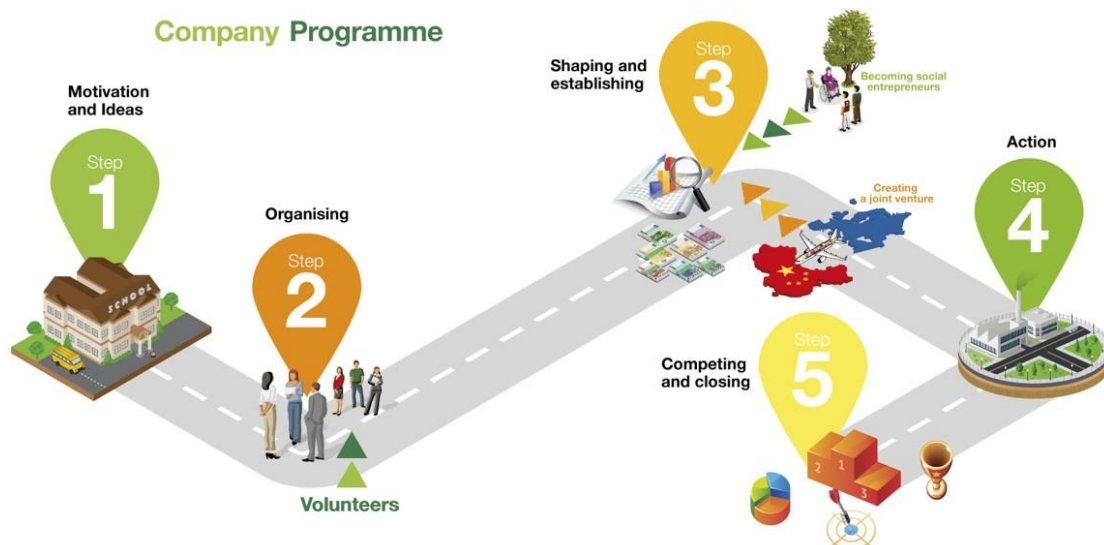 Company Programme
Motivation
and Ideas
Step
1
SCHOOL
Organising
Step
2
Volunteers
Shaping and
establishing
Step
3
Becoming social
entrepreneurs
Creating
a joint venture
Action
Step
4
Competing
and closing
Step
5
2 1 3